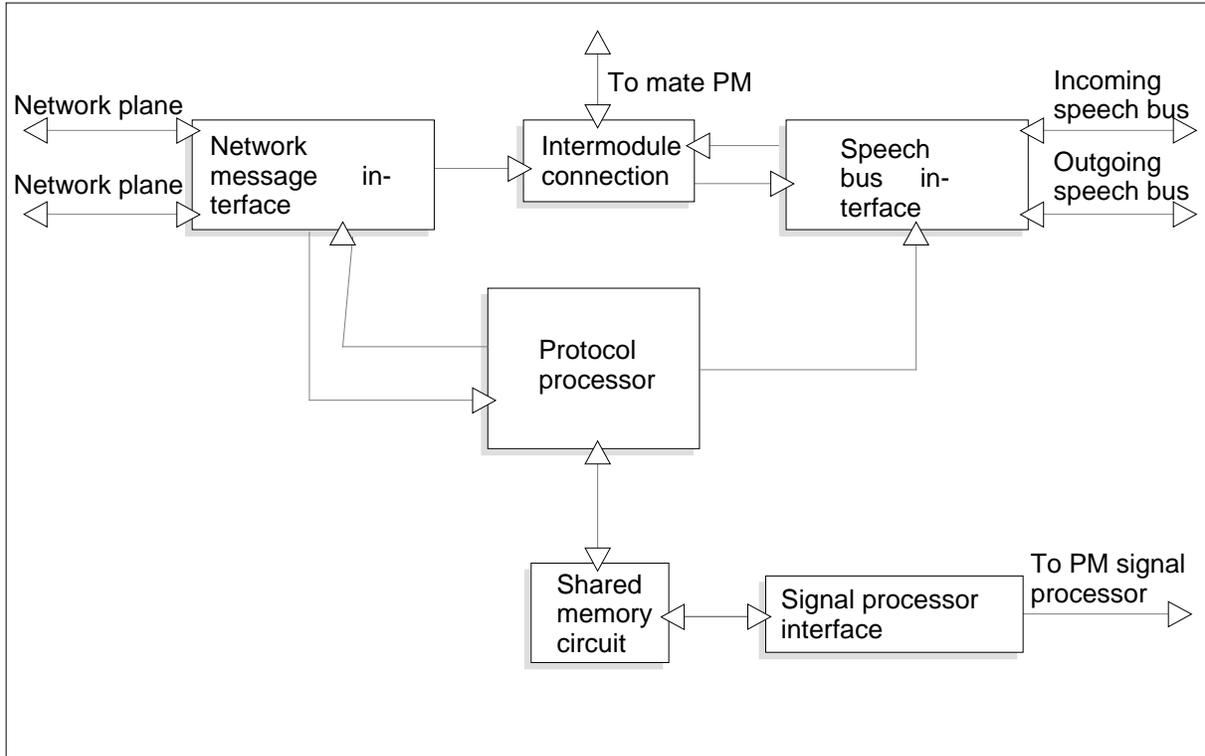 To mate PM
Incoming
speech bus
Network plane
Network
message in-
terface
Intermodule
connection
Speech
bus in-
terface
Outgoing
speech bus
Network plane
Protocol
processor
Shared
memory
circuit
Signal processor
interface
To PM signal
processor